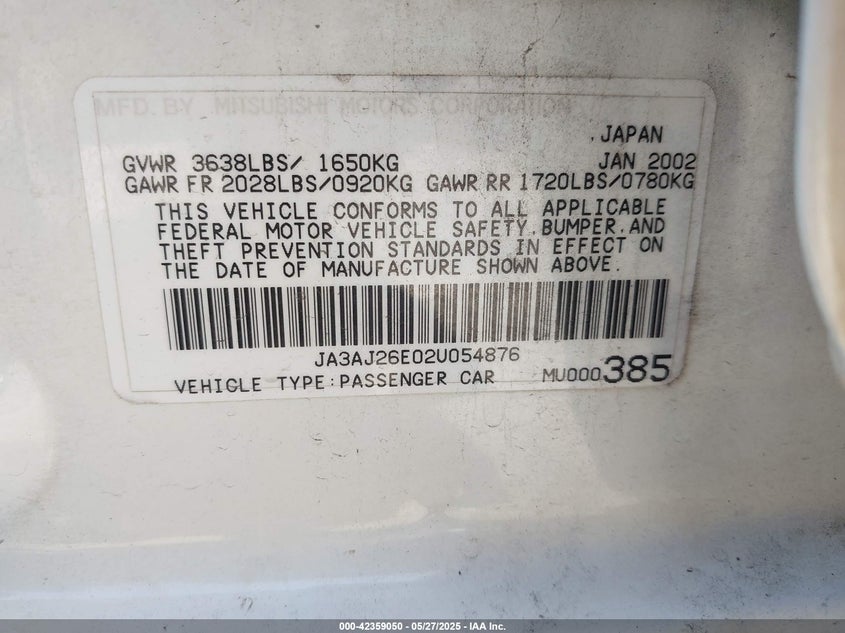 MFD. BY MITSUBISHI MOTORS CORPORATION
. JAPAN
GVWR 3638LBS/ 1650KG JAN 2002
GAWR FR 2028LBS/0920KG GAWR RR 1720LBS/0780KG
THIS VEHICLE CONFORMS TO ALL APPLICABLE
FEDERAL MOTOR VEHICLE SAFETY.BUMPER.AND
THEFT PREVENTION STANDARDS IN EFFECT ON
THE DATE OF MANUFACTURE SHOWN ABOVE.
JA3AJ26E02U054876
VEHICLE TYPE:PASSENGER CAR MU000385
000-42359050 - 05/27/2025 - IAA Inc.